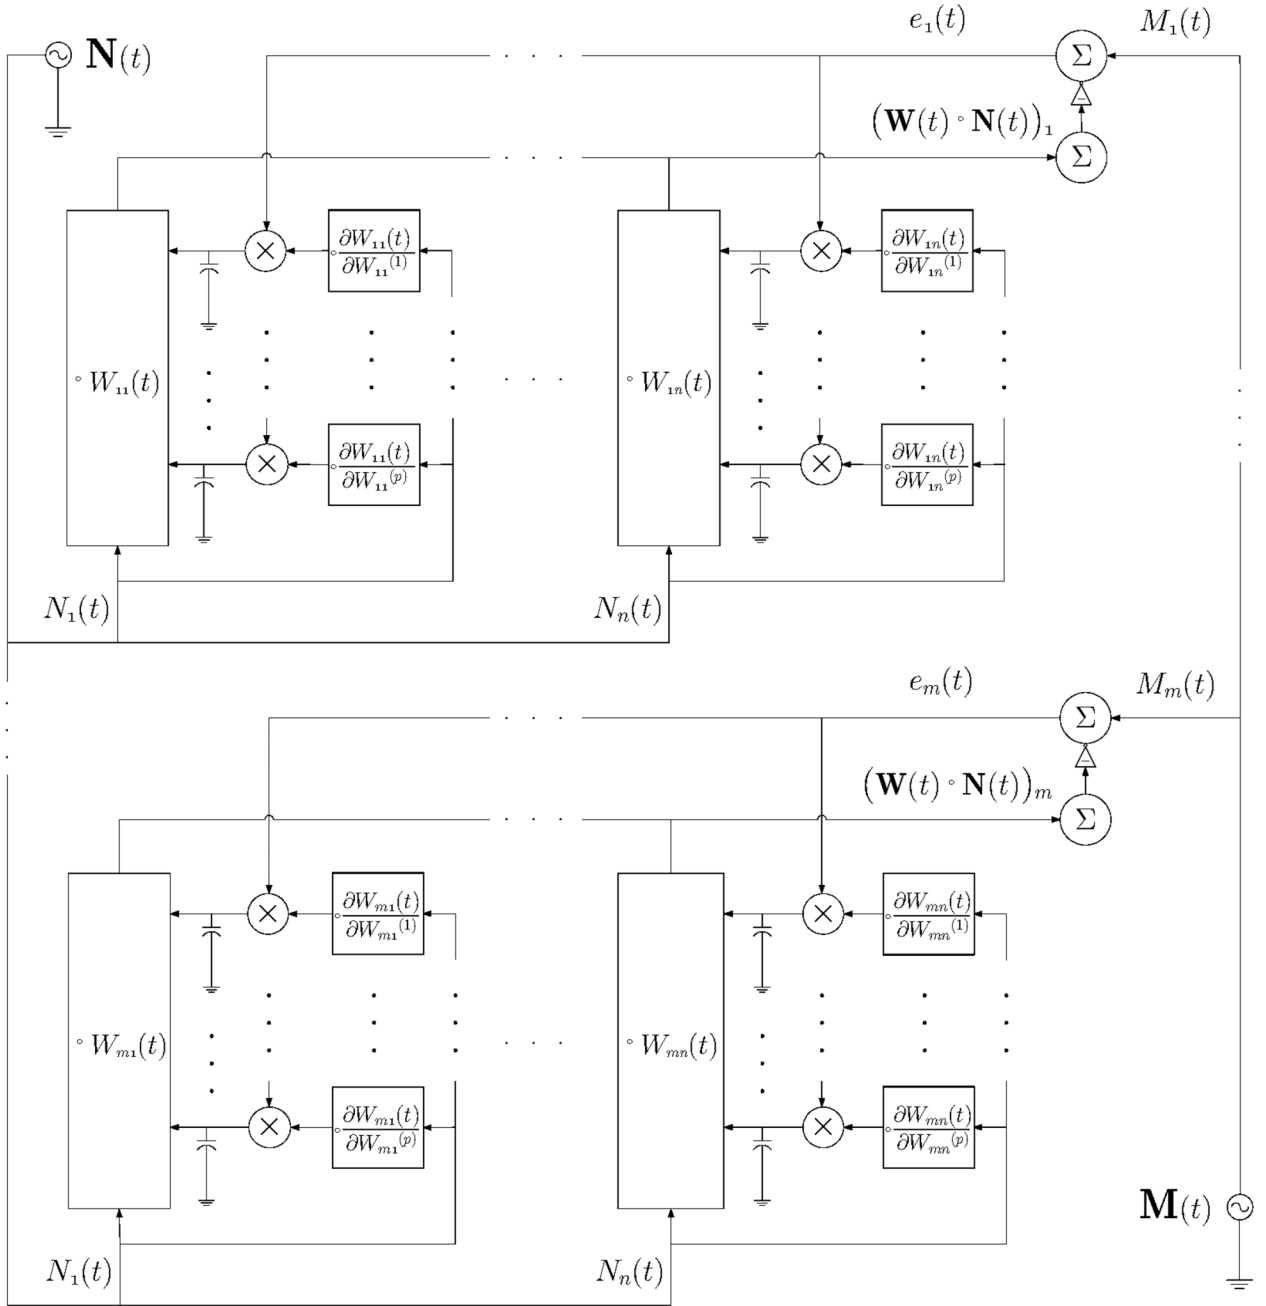 e₁(t) M₁(t)
N(t)
Σ
−
(W(t) ∘ N(t))₁ Σ
× ∘ ∂W₁₁(t)/∂W₁₁⁽¹⁾ × ∘ ∂W₁ₙ(t)/∂W₁ₙ⁽¹⁾
∘ W₁₁(t) ∘ W₁ₙ(t)
× ∘ ∂W₁₁(t)/∂W₁₁⁽ᵖ⁾ × ∘ ∂W₁ₙ(t)/∂W₁ₙ⁽ᵖ⁾
N₁(t) Nₙ(t)
eₘ(t) Mₘ(t)
Σ
−
(W(t) ∘ N(t))ₘ Σ
× ∘ ∂Wₘ₁(t)/∂Wₘ₁⁽¹⁾ × ∘ ∂Wₘₙ(t)/∂Wₘₙ⁽¹⁾
∘ Wₘ₁(t) ∘ Wₘₙ(t)
× ∘ ∂Wₘ₁(t)/∂Wₘ₁⁽ᵖ⁾ × ∘ ∂Wₘₙ(t)/∂Wₘₙ⁽ᵖ⁾
M(t)
N₁(t) Nₙ(t)